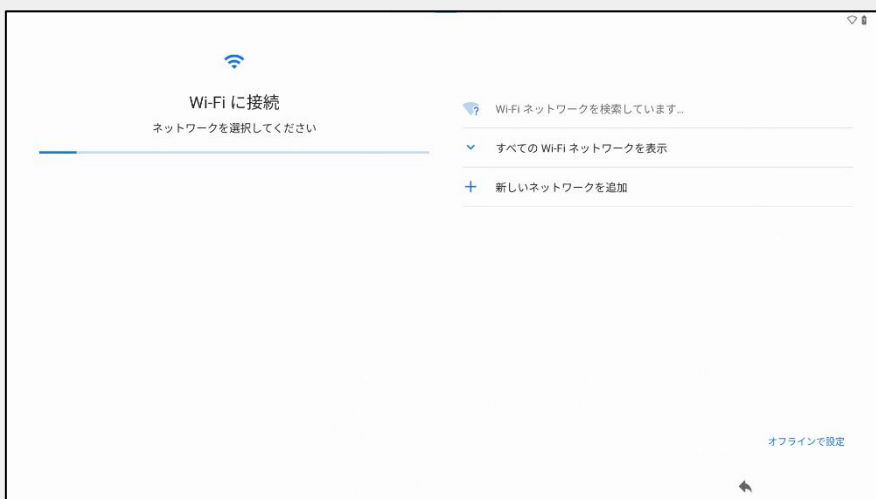 Wi-Fi に接続
ネットワークを選択してください
Wi-Fi ネットワークを検索しています...
すべての Wi-Fi ネットワークを表示
新しいネットワークを追加
オフラインで設定